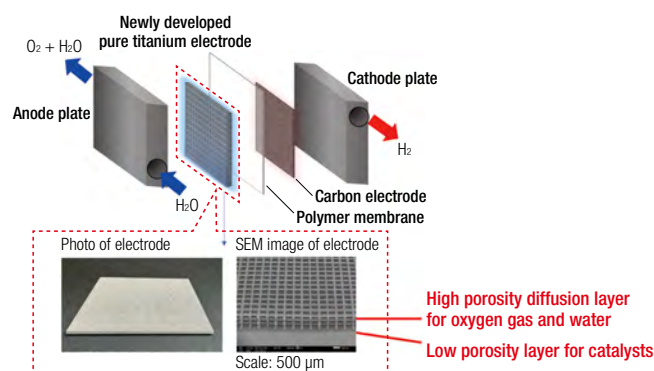 Newly developed
pure titanium electrode
O₂ + H₂O
Cathode plate
Anode plate
H₂
H₂O
Carbon electrode
Polymer membrane
Photo of electrode
SEM image of electrode
High porosity diffusion layer
for oxygen gas and water
Low porosity layer for catalysts
Scale: 500 μm